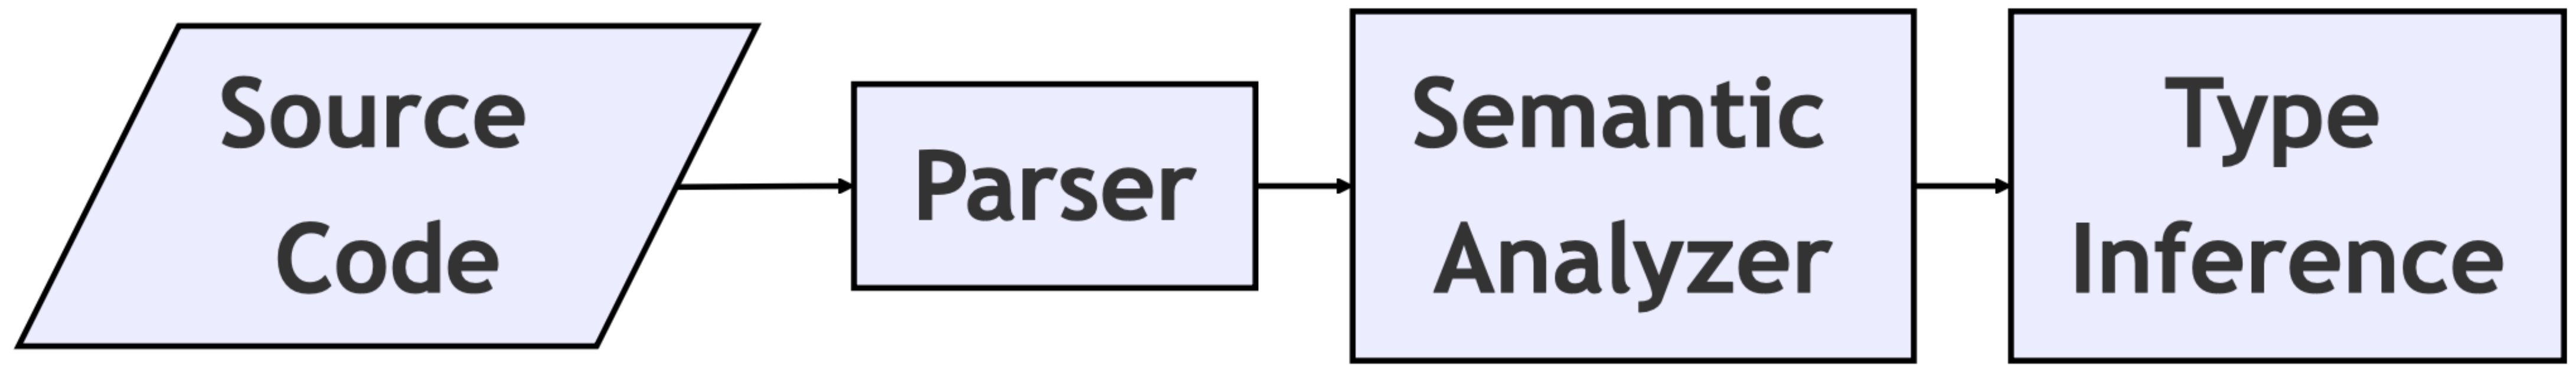 Source
Code
Parser
Semantic
Analyzer
Type
Inference